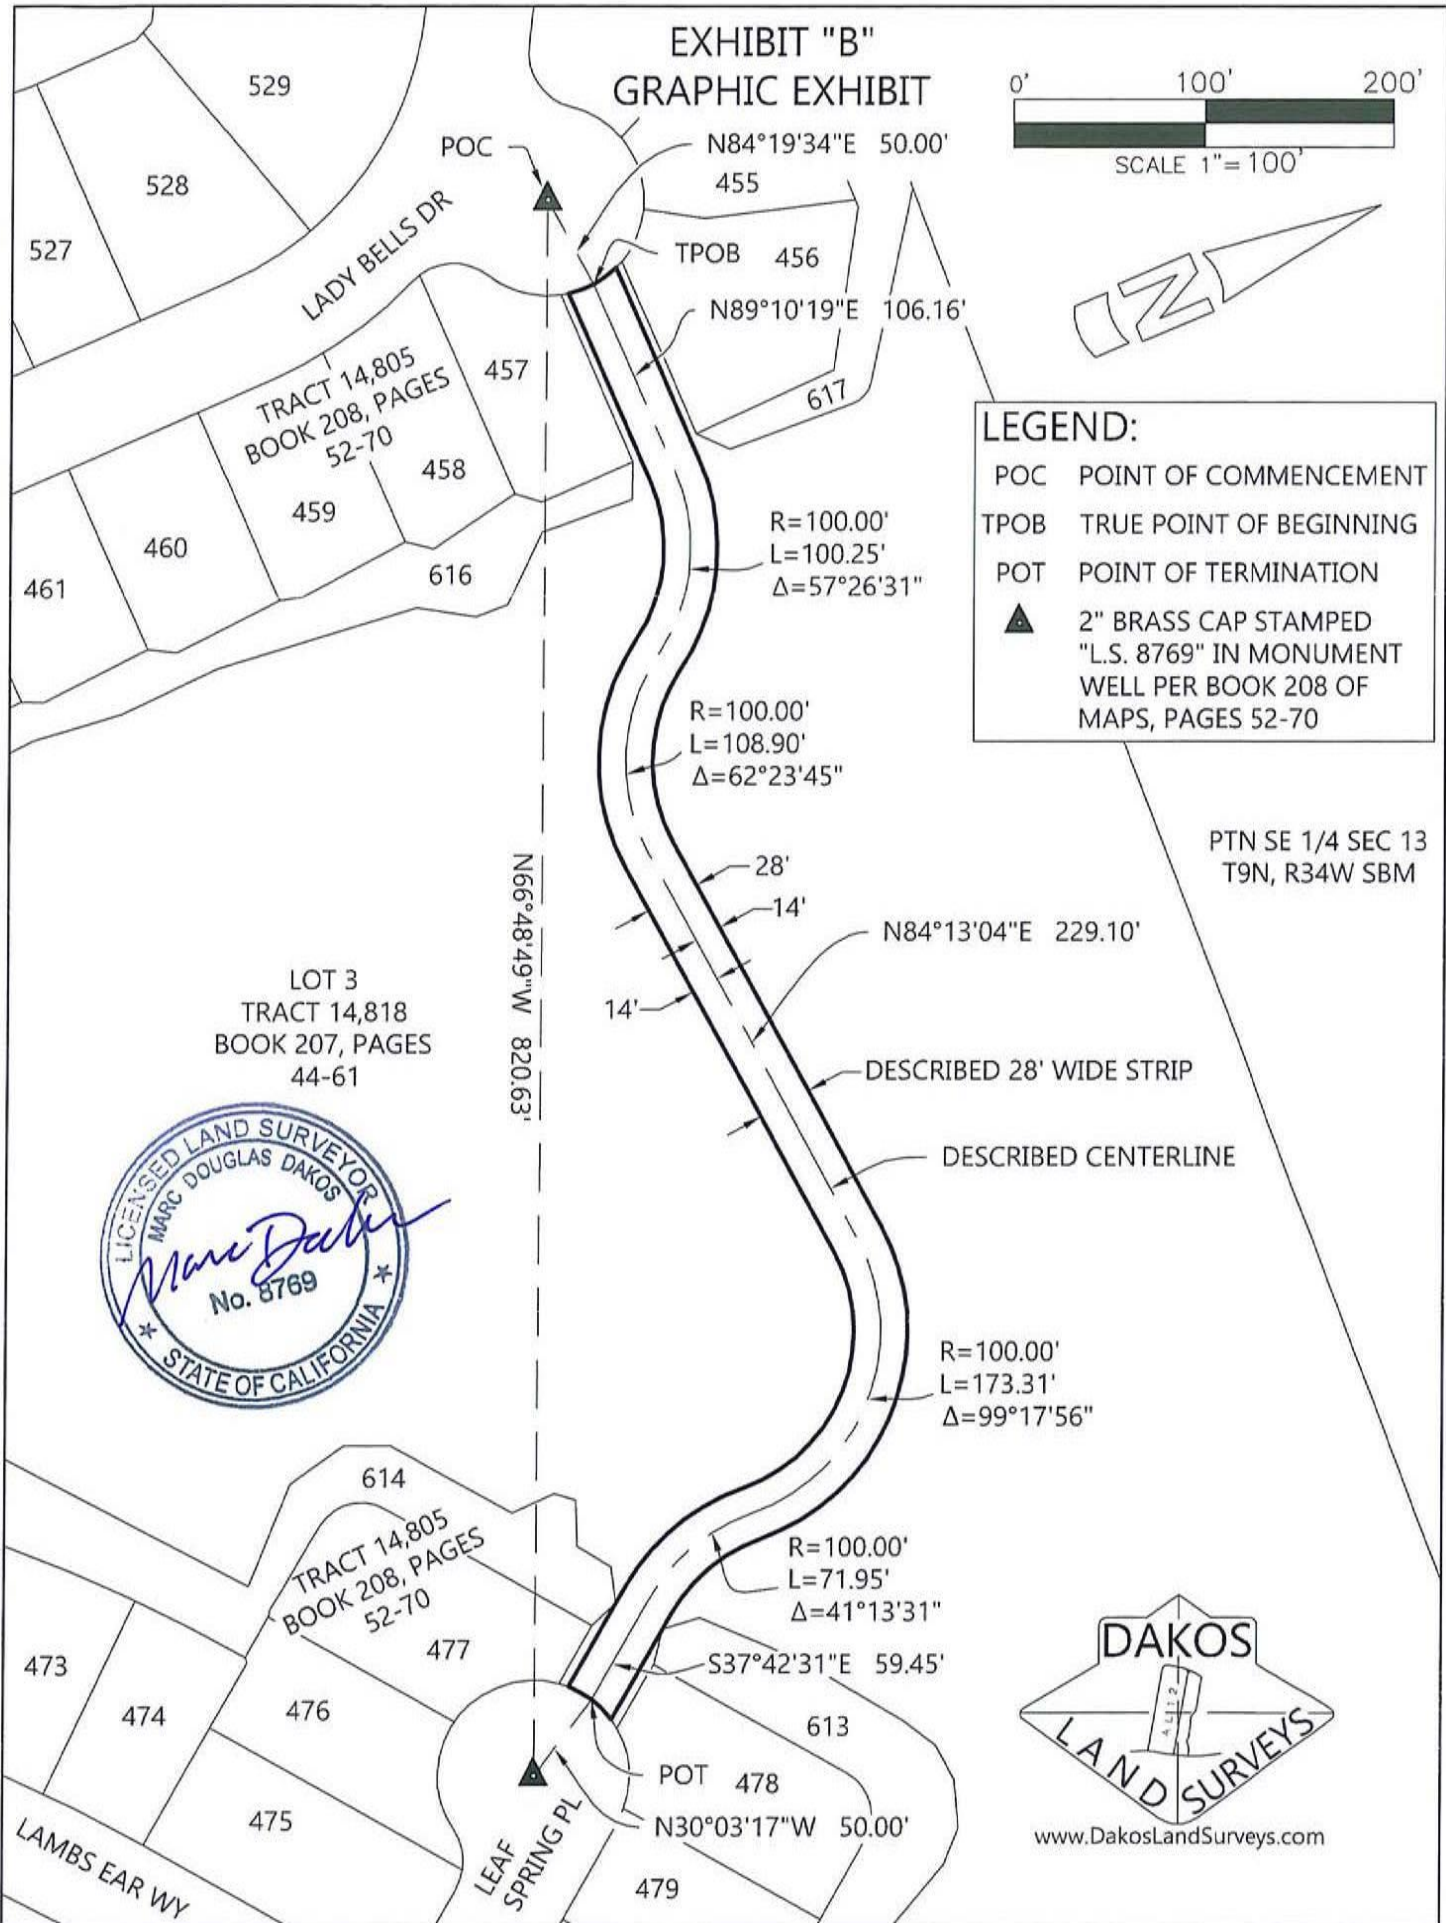 EXHIBIT "B"
GRAPHIC EXHIBIT
0' 100' 200'
SCALE 1"=100'
N
529
528
527
POC
N84°19'34"E 50.00'
455
LADY BELLS DR
TPOB
456
N89°10'19"E 106.16'
617
TRACT 14,805
BOOK 208, PAGES
52-70
457
458
459
460
461
616
LEGEND:
POC POINT OF COMMENCEMENT
TPOB TRUE POINT OF BEGINNING
POT POINT OF TERMINATION
2" BRASS CAP STAMPED
"L.S. 8769" IN MONUMENT
WELL PER BOOK 208 OF
MAPS, PAGES 52-70
R=100.00'
L=100.25'
Δ=57°26'31"
R=100.00'
L=108.90'
Δ=62°23'45"
PTN SE 1/4 SEC 13
T9N, R34W SBM
28'
14'
N84°13'04"E 229.10'
14'
N66°48'49"W 820.63'
LOT 3
TRACT 14,818
BOOK 207, PAGES
44-61
DESCRIBED 28' WIDE STRIP
DESCRIBED CENTERLINE
LICENSED LAND SURVEYOR
MARC DOUGLAS DAKOS
Marc Dakos
No. 8769
STATE OF CALIFORNIA
R=100.00'
L=173.31'
Δ=99°17'56"
614
TRACT 14,805
BOOK 208, PAGES
52-70
R=100.00'
L=71.95'
Δ=41°13'31"
473
474
475
476
477
S37°42'31"E 59.45'
613
POT
478
N30°03'17"W 50.00'
LEAF
SPRING PL
479
LAMBS EAR WY
DAKOS
LAND SURVEYS
A L 1 2
www.DakosLandSurveys.com